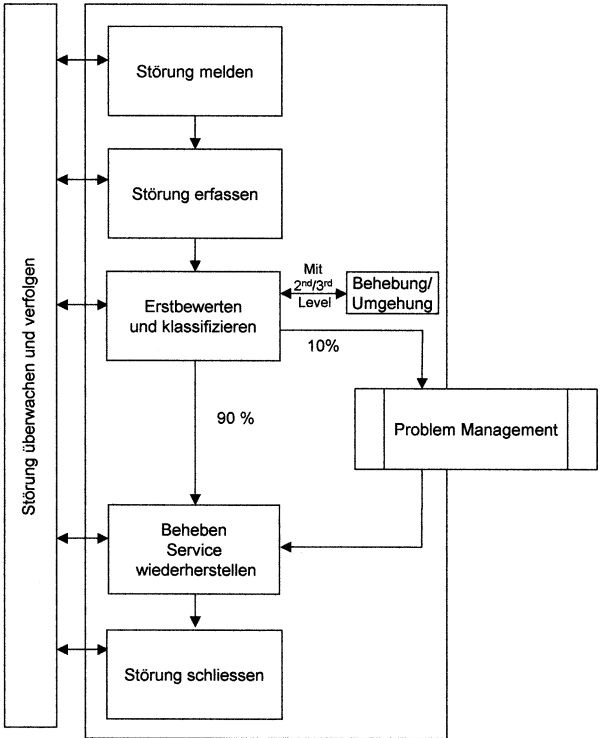 Störung überwachen und verfolgen
Störung melden
Störung erfassen
Erstbewerten
und klassifizieren
Mit
2nd/3rd
Level
Behebung/
Umgehung
10%
90 %
Problem Management
Beheben
Service
wiederherstellen
Störung schliessen